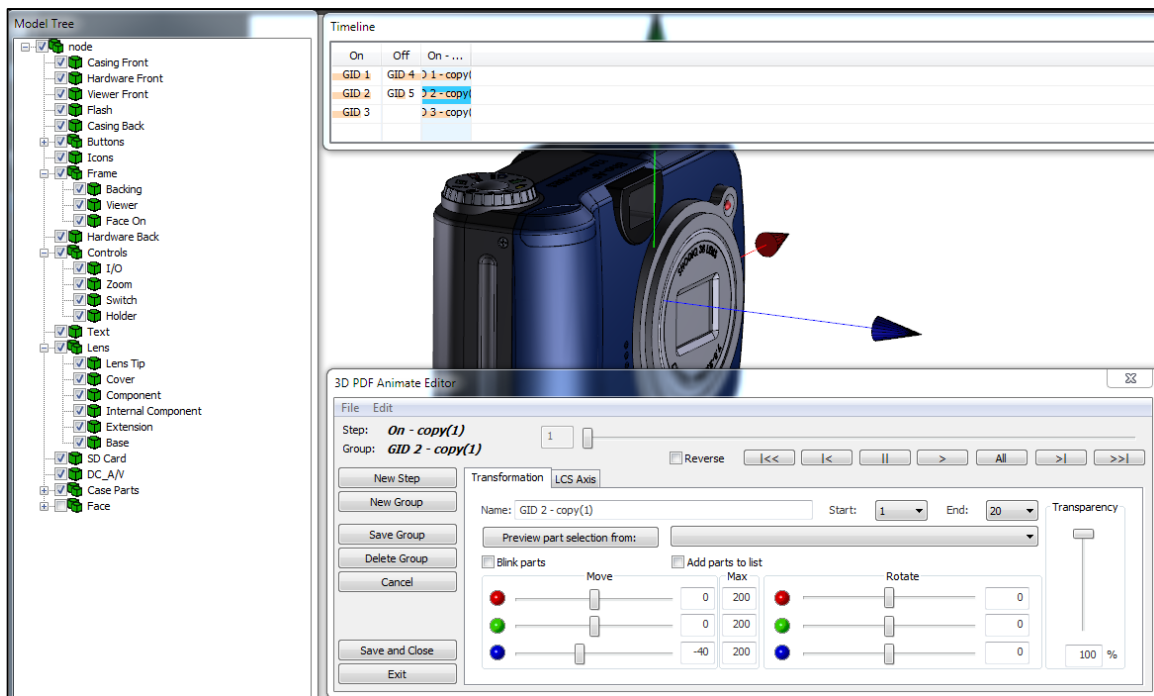 Model Tree
node
Casing Front
Hardware Front
Viewer Front
Flash
Casing Back
Buttons
Icons
Frame
Backing
Viewer
Face On
Hardware Back
Controls
I/O
Zoom
Switch
Holder
Text
Lens
Lens Tip
Cover
Component
Internal Component
Extension
Base
SD Card
DC_A/V
Case Parts
Face
Timeline
On Off On - ...
GID 1 GID 4 1 - copy(
GID 2 GID 5 2 - copy(
GID 3 3 - copy(
3D PDF Animate Editor
File Edit
Step: On - copy(1)
Group: GID 2 - copy(1)
1
Reverse |<< |< || > All >| >>|
New Step
New Group
Save Group
Delete Group
Cancel
Save and Close
Exit
Transformation LCS Axis
Name: GID 2 - copy(1) Start: 1 End: 20 Transparency
Preview part selection from:
Blink parts Add parts to list
Move Max Rotate
0 200 0
0 200 0
-40 200 0
100 %